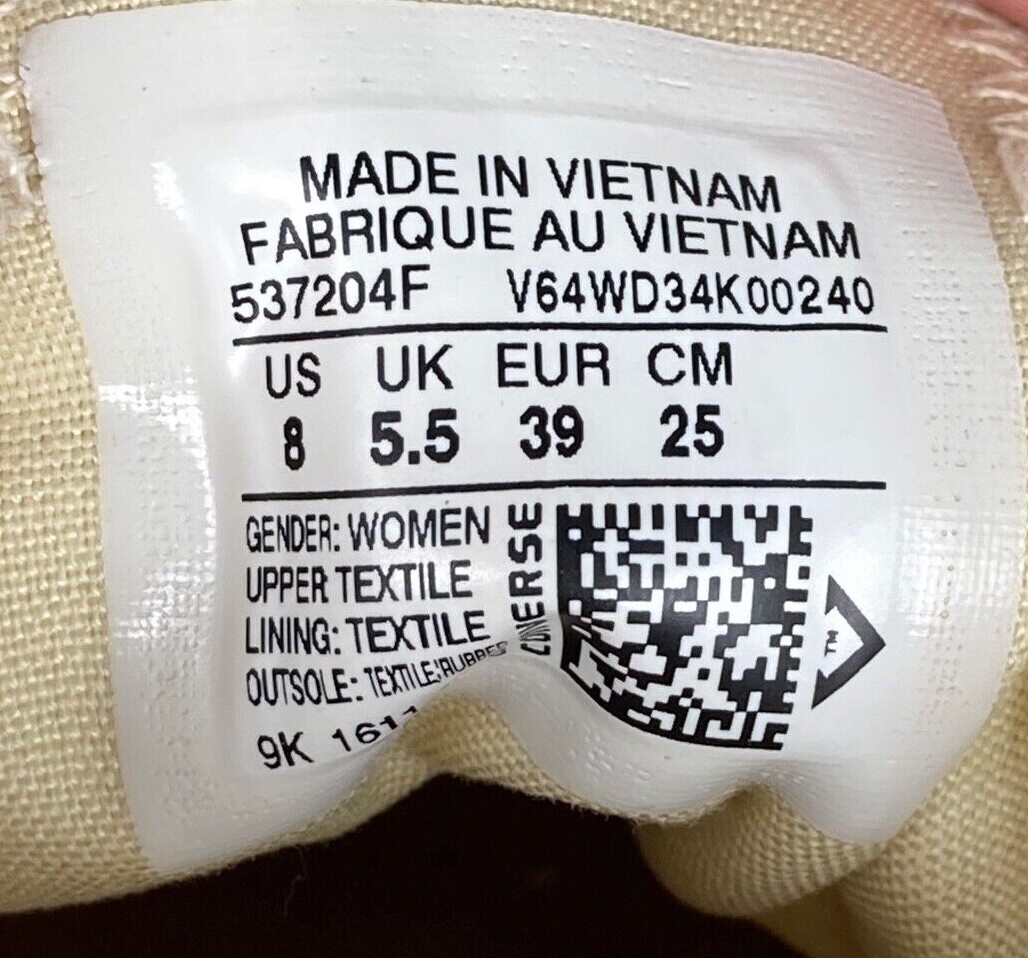 MADE IN VIETNAM
FABRIQUE AU VIETNAM
537204F V64WD34K00240
US UK EUR CM
8 5.5 39 25
GENDER: WOMEN
UPPER TEXTILE
LINING: TEXTILE
OUTSOLE: TEXTILE/RUBBER
9K
CONVERSE
TM